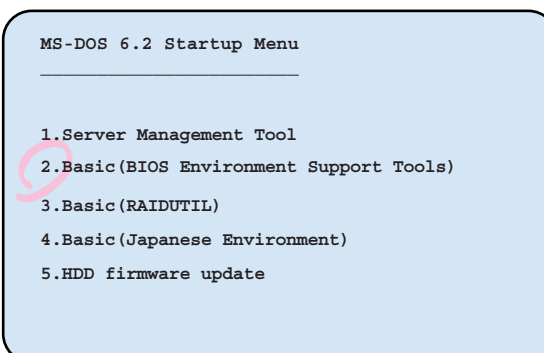 MS-DOS 6.2 Startup Menu
1.Server Management Tool
2.Basic(BIOS Environment Support Tools)
3.Basic(RAIDUTIL)
4.Basic(Japanese Environment)
5.HDD firmware update